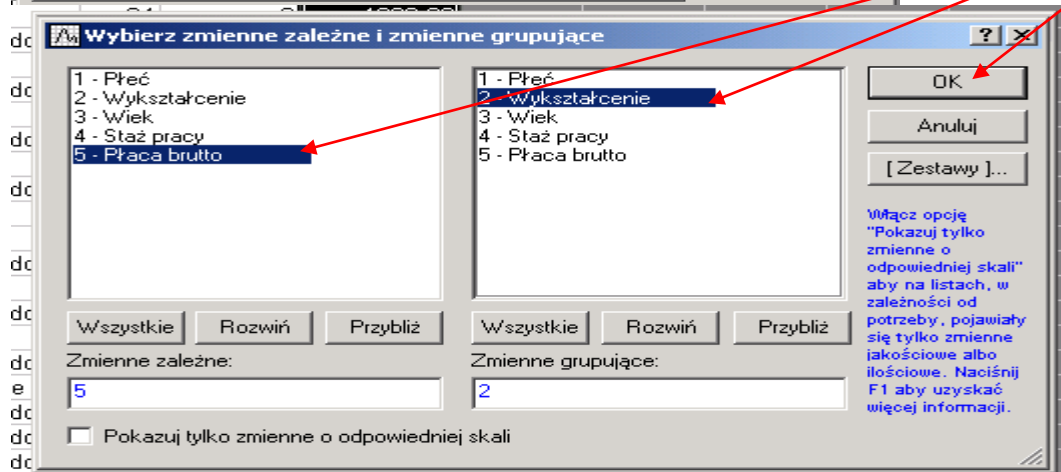 Wybierz zmienne zależne i zmienne grupujące
1 - Płeć
2 - Wykształcenie
3 - Wiek
4 - Staż pracy
5 - Płaca brutto
1 - Płeć
2 - Wykształcenie
3 - Wiek
4 - Staż pracy
5 - Płaca brutto
OK
Anuluj
[ Zestawy ]...
Włącz opcję
"Pokazuj tylko
zmienne o
odpowiedniej skali"
aby na listach, w
zależności od
potrzeby, pojawiały
się tylko zmienne
jakościowe albo
ilościowe. Naciśnij
F1 aby uzyskać
więcej informacji.
Wszystkie Rozwiń Przybliż
Wszystkie Rozwiń Przybliż
Zmienne zależne:
5
Zmienne grupujące:
2
Pokazuj tylko zmienne o odpowiedniej skali